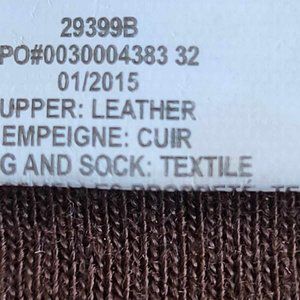 29399B
PO#0030004383 32
01/2015
UPPER: LEATHER
EMPEIGNE: CUIR
G AND SOCK: TEXTILE